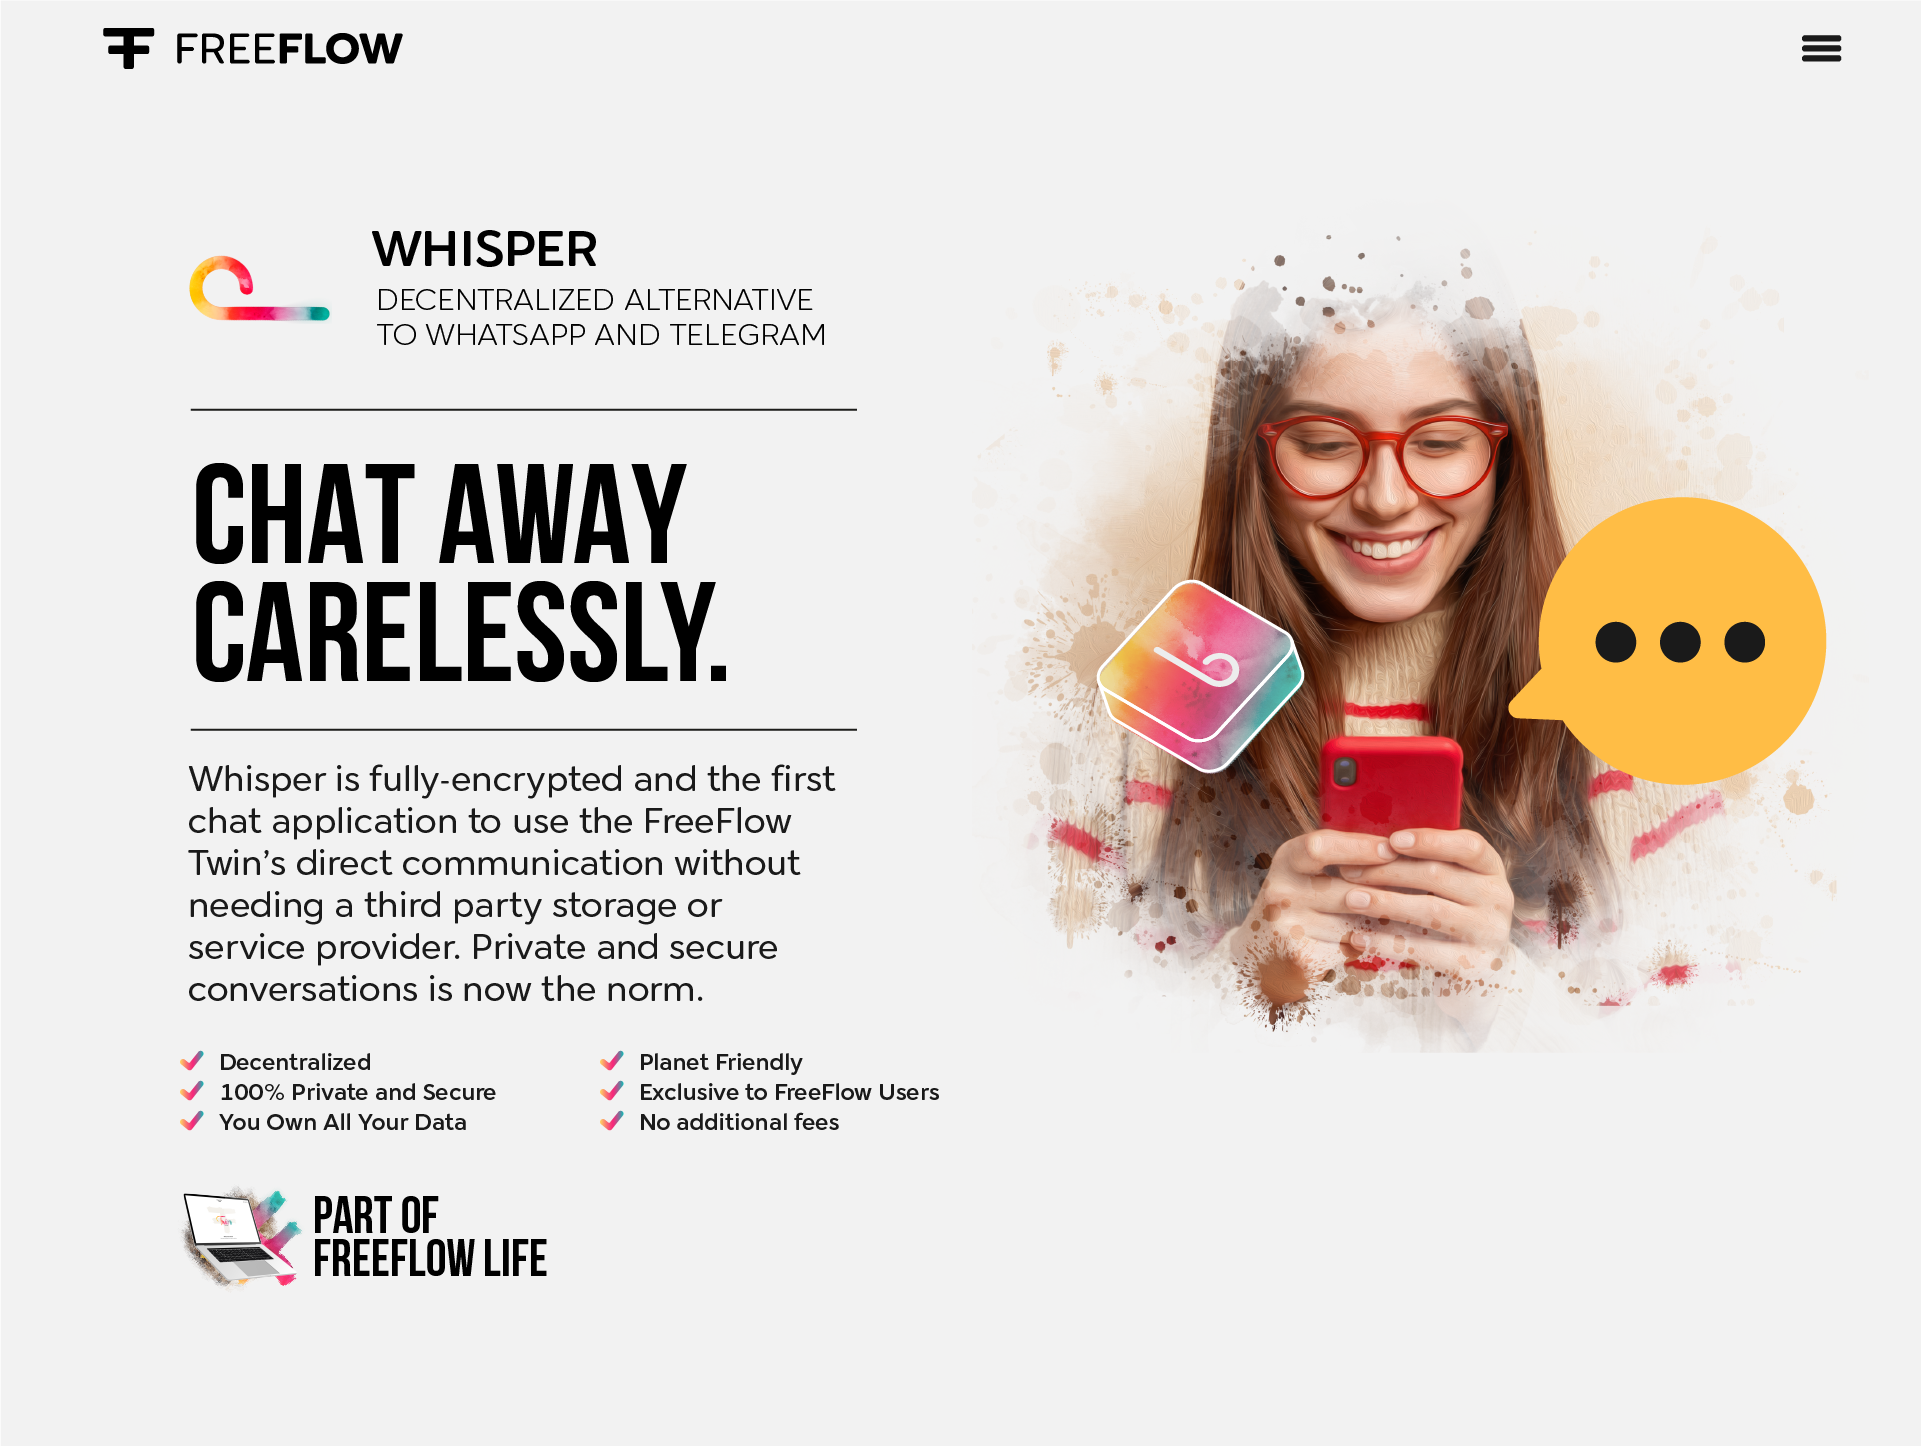 FREEFLOW
WHISPER
DECENTRALIZED ALTERNATIVE
TO WHATSAPP AND TELEGRAM
CHAT AWAY
CARELESSLY.
Whisper is fully-encrypted and the first
chat application to use the FreeFlow
Twin’s direct communication without
needing a third party storage or
service provider. Private and secure
conversations is now the norm.
Decentralized
100% Private and Secure
You Own All Your Data
Planet Friendly
Exclusive to FreeFlow Users
No additional fees
PART OF
FREEFLOW LIFE